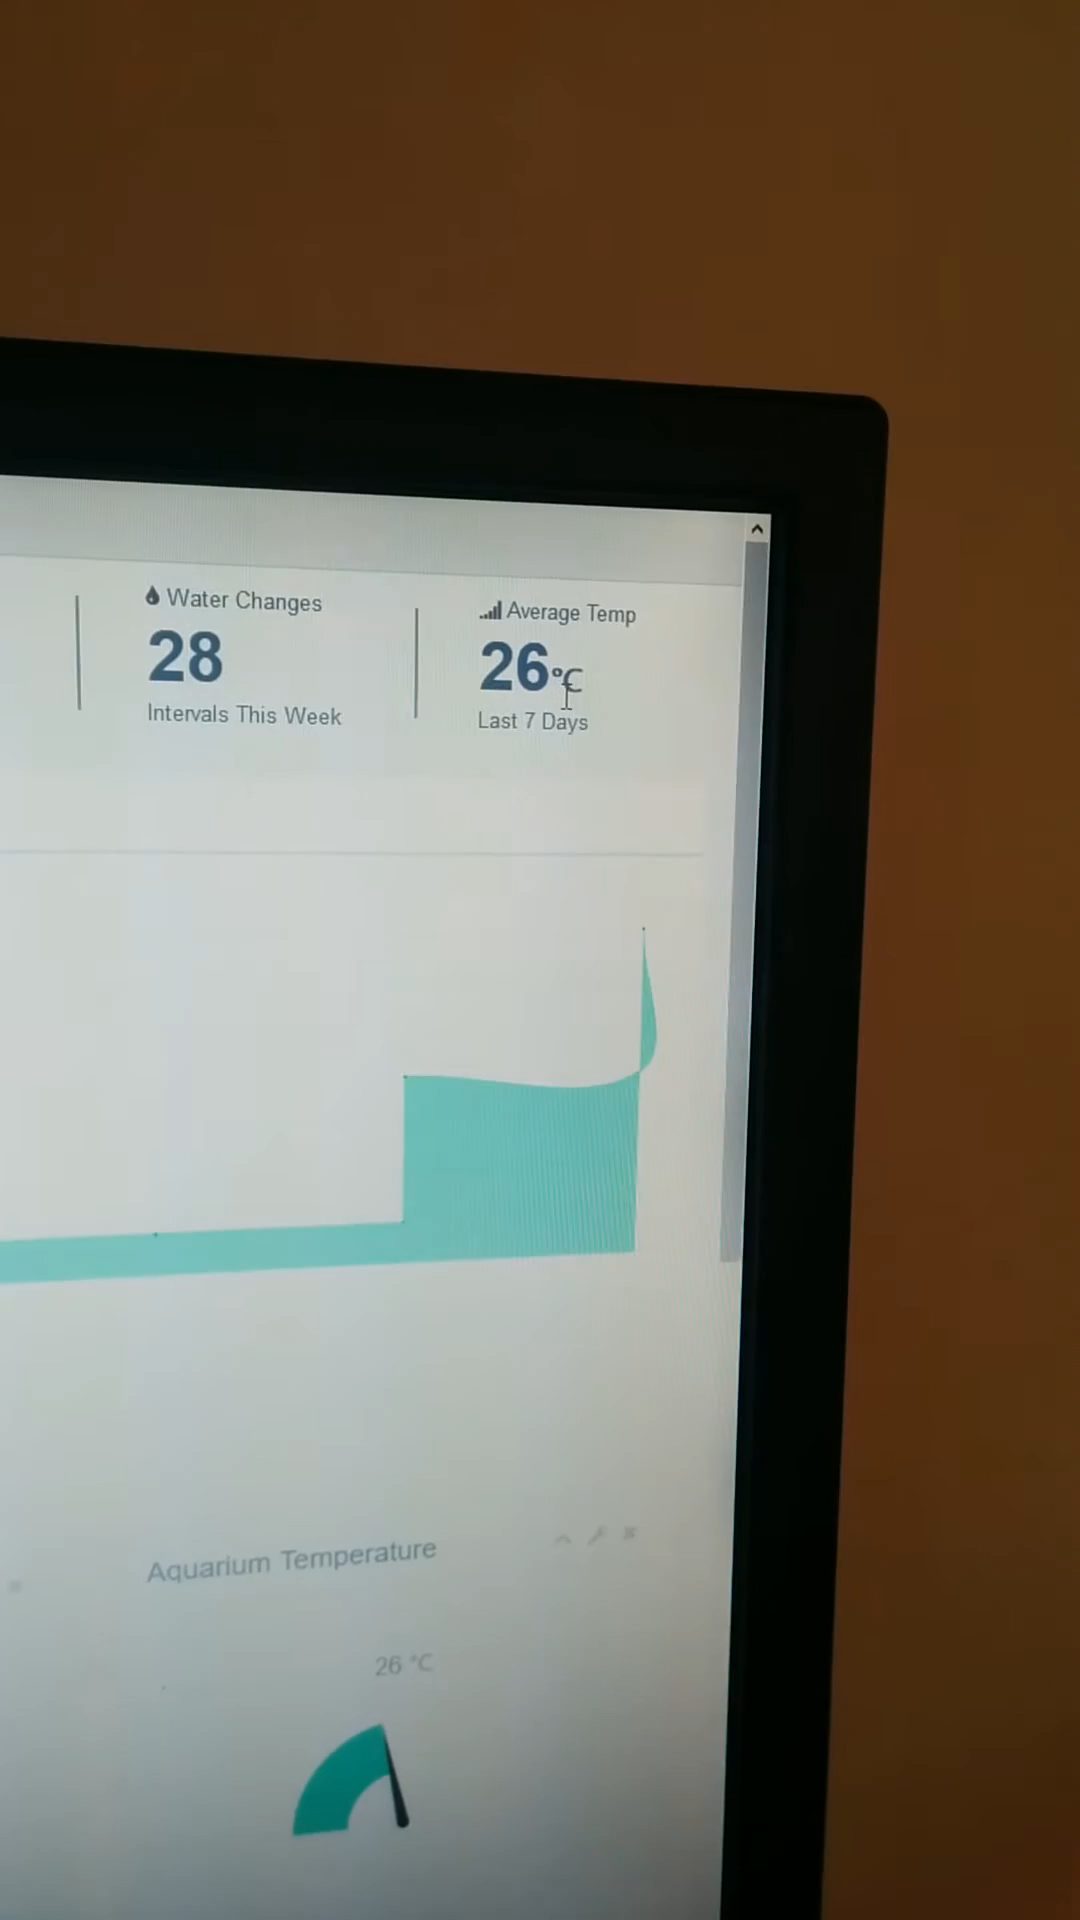 Water Changes
28
Intervals This Week
Average Temp
26°C
Last 7 Days
Aquarium Temperature
26 °C